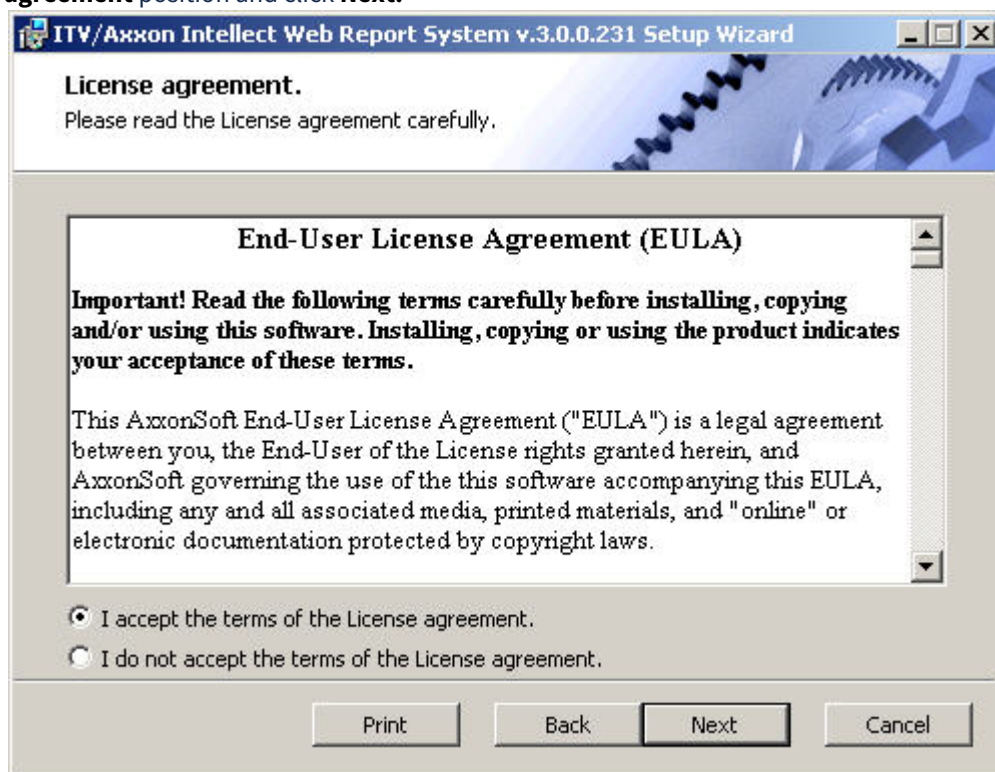 agreement position and click Next.
ITV/Axxon Intellect Web Report System v.3.0.0.231 Setup Wizard
License agreement.
Please read the License agreement carefully.
End-User License Agreement (EULA)
Important! Read the following terms carefully before installing, copying
and/or using this software. Installing, copying or using the product indicates
your acceptance of these terms.
This AxxonSoft End-User License Agreement ("EULA") is a legal agreement
between you, the End-User of the License rights granted herein, and
AxxonSoft governing the use of the this software accompanying this EULA,
including any and all associated media, printed materials, and "online" or
electronic documentation protected by copyright laws.
I accept the terms of the License agreement.
I do not accept the terms of the License agreement.
Print Back Next Cancel